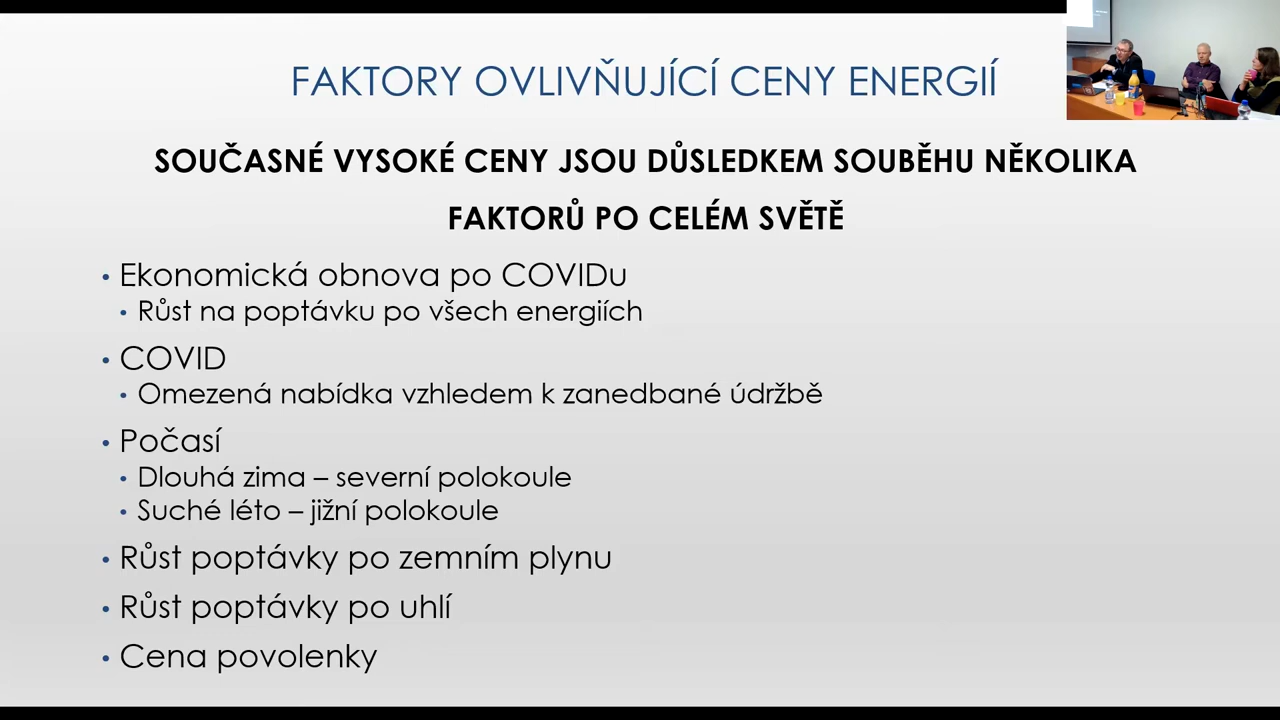 FAKTORY OVLIVŇUJÍCÍ CENY ENERGIÍ
SOUČASNÉ VYSOKÉ CENY JSOU DŮSLEDKEM SOUBĚHU NĚKOLIKA
FAKTORŮ PO CELÉM SVĚTĚ
• Ekonomická obnova po COVIDu
• Růst na poptávku po všech energiích
• COVID
• Omezená nabídka vzhledem k zanedbané údržbě
• Počasí
• Dlouhá zima – severní polokoule
• Suché léto – jižní polokoule
• Růst poptávky po zemním plynu
• Růst poptávky po uhlí
• Cena povolenky